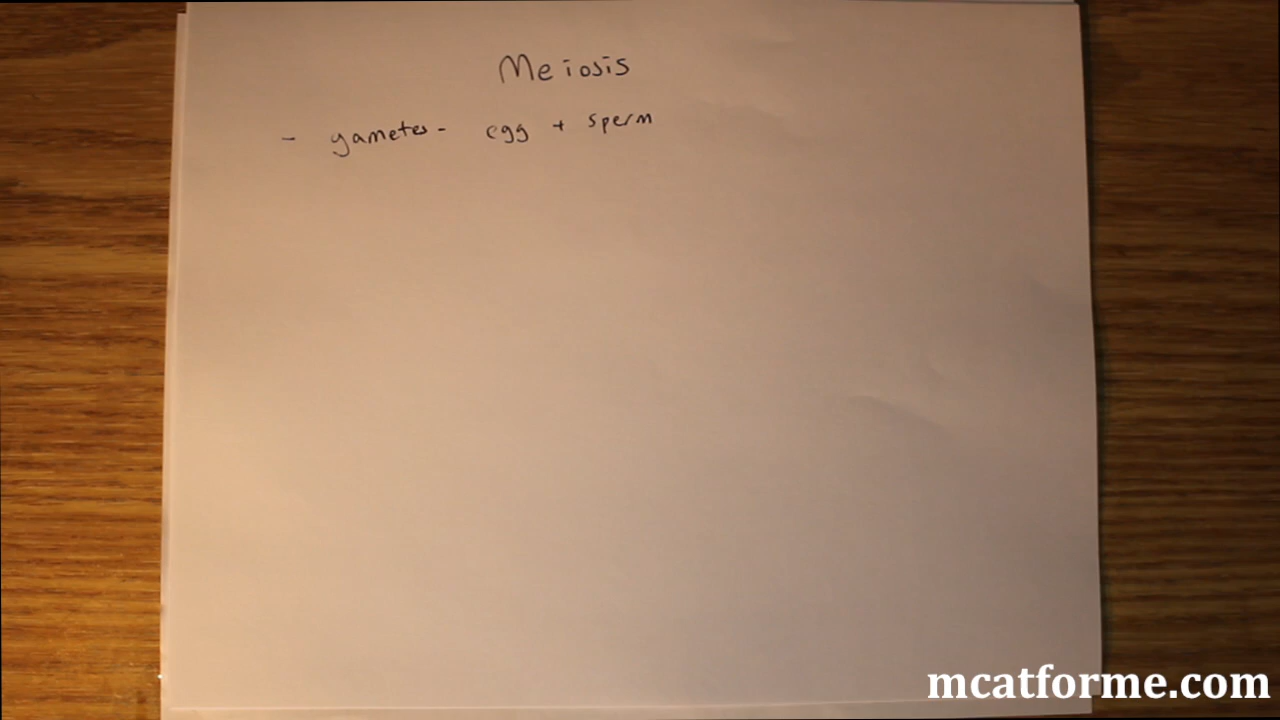 Meiosis
- gametes - egg + sperm
mcatforme.com